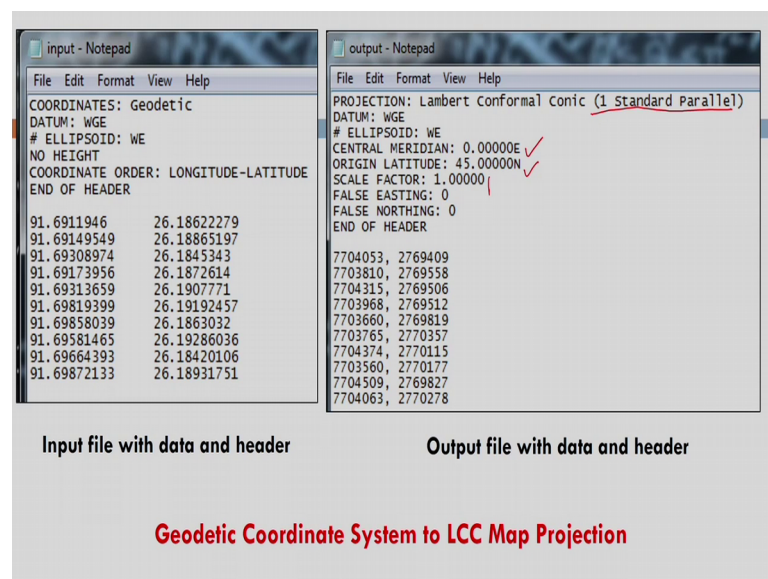 input - Notepad
File Edit Format View Help
COORDINATES: Geodetic
DATUM: WGE
# ELLIPSOID: WE
NO HEIGHT
COORDINATE ORDER: LONGITUDE-LATITUDE
END OF HEADER
91.6911946 26.18622279
91.69149549 26.18865197
91.69308974 26.1845343
91.69173956 26.1872614
91.69313659 26.1907771
91.69819399 26.19192457
91.69858039 26.1863032
91.69581465 26.19286036
91.69664393 26.18420106
91.69872133 26.18931751
Input file with data and header
output - Notepad
File Edit Format View Help
PROJECTION: Lambert Conformal Conic (1 Standard Parallel)
DATUM: WGE
# ELLIPSOID: WE
CENTRAL MERIDIAN: 0.00000E
ORIGIN LATITUDE: 45.00000N
SCALE FACTOR: 1.00000
FALSE EASTING: 0
FALSE NORTHING: 0
END OF HEADER
7704053, 2769409
7703810, 2769558
7704315, 2769506
7703968, 2769512
7703660, 2769819
7703765, 2770357
7704374, 2770115
7703560, 2770177
7704509, 2769827
7704063, 2770278
Output file with data and header
Geodetic Coordinate System to LCC Map Projection